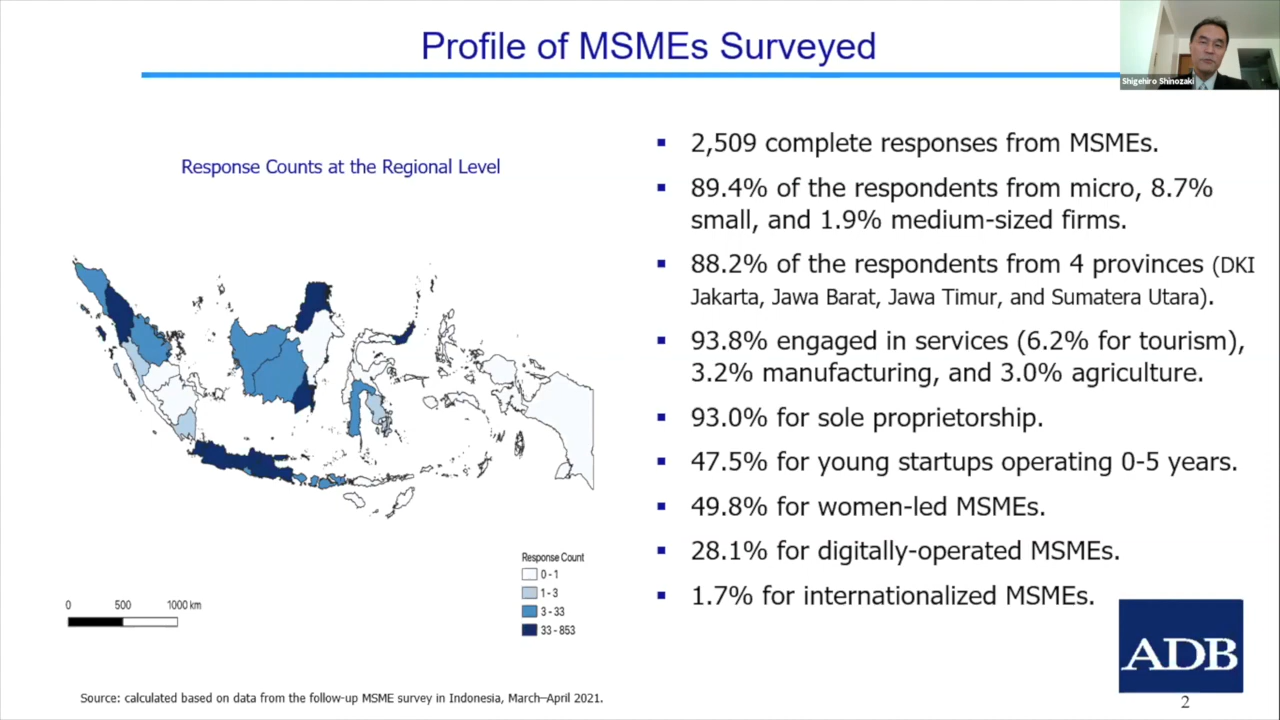 Profile of MSMEs Surveyed
Shigehiro Shinozaki
Response Counts at the Regional Level
▪ 2,509 complete responses from MSMEs.
▪ 89.4% of the respondents from micro, 8.7%
small, and 1.9% medium-sized firms.
▪ 88.2% of the respondents from 4 provinces (DKI
Jakarta, Jawa Barat, Jawa Timur, and Sumatera Utara).
▪ 93.8% engaged in services (6.2% for tourism),
3.2% manufacturing, and 3.0% agriculture.
▪ 93.0% for sole proprietorship.
▪ 47.5% for young startups operating 0-5 years.
▪ 49.8% for women-led MSMEs.
▪ 28.1% for digitally-operated MSMEs.
▪ 1.7% for internationalized MSMEs.
Response Count
0 - 1
1 - 3
3 - 33
33 - 853
0 500 1000 km
ADB
Source: calculated based on data from the follow-up MSME survey in Indonesia, March–April 2021.
2